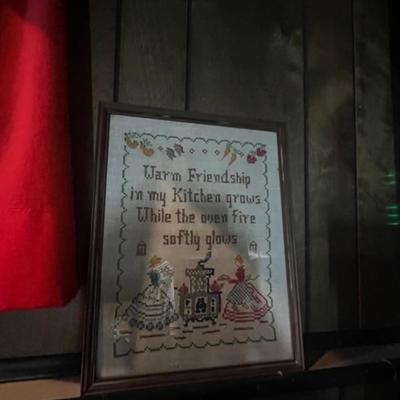 Warm Friendship
in my Kitchen grows
While the oven fire
softly glows